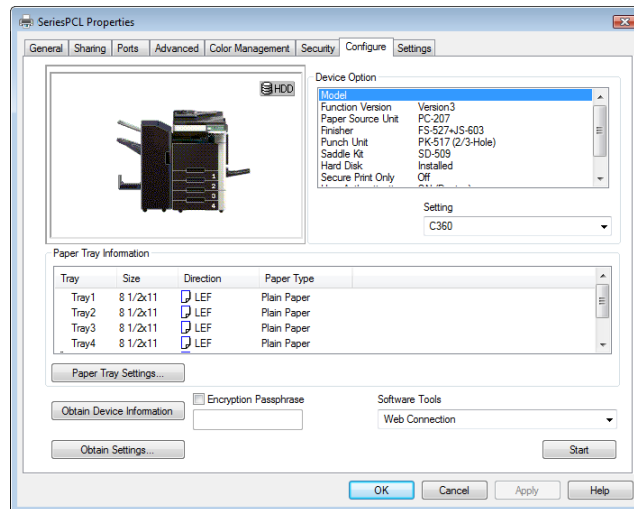 SeriesPCL Properties
General Sharing Ports Advanced Color Management Security Configure Settings
HDD
1
2
3
4
Device Option
Model
Function Version Version3
Paper Source Unit PC-207
Finisher FS-527+JS-603
Punch Unit PK-517 (2/3-Hole)
Saddle Kit SD-509
Hard Disk Installed
Secure Print Only Off
Setting
C360
Paper Tray Information
Tray Size Direction Paper Type
Tray1 8 1/2x11 LEF Plain Paper
Tray2 8 1/2x11 LEF Plain Paper
Tray3 8 1/2x11 LEF Plain Paper
Tray4 8 1/2x11 LEF Plain Paper
Paper Tray Settings...
Obtain Device Information
Encryption Passphrase
Software Tools
Web Connection
Obtain Settings...
Start
OK Cancel Apply Help